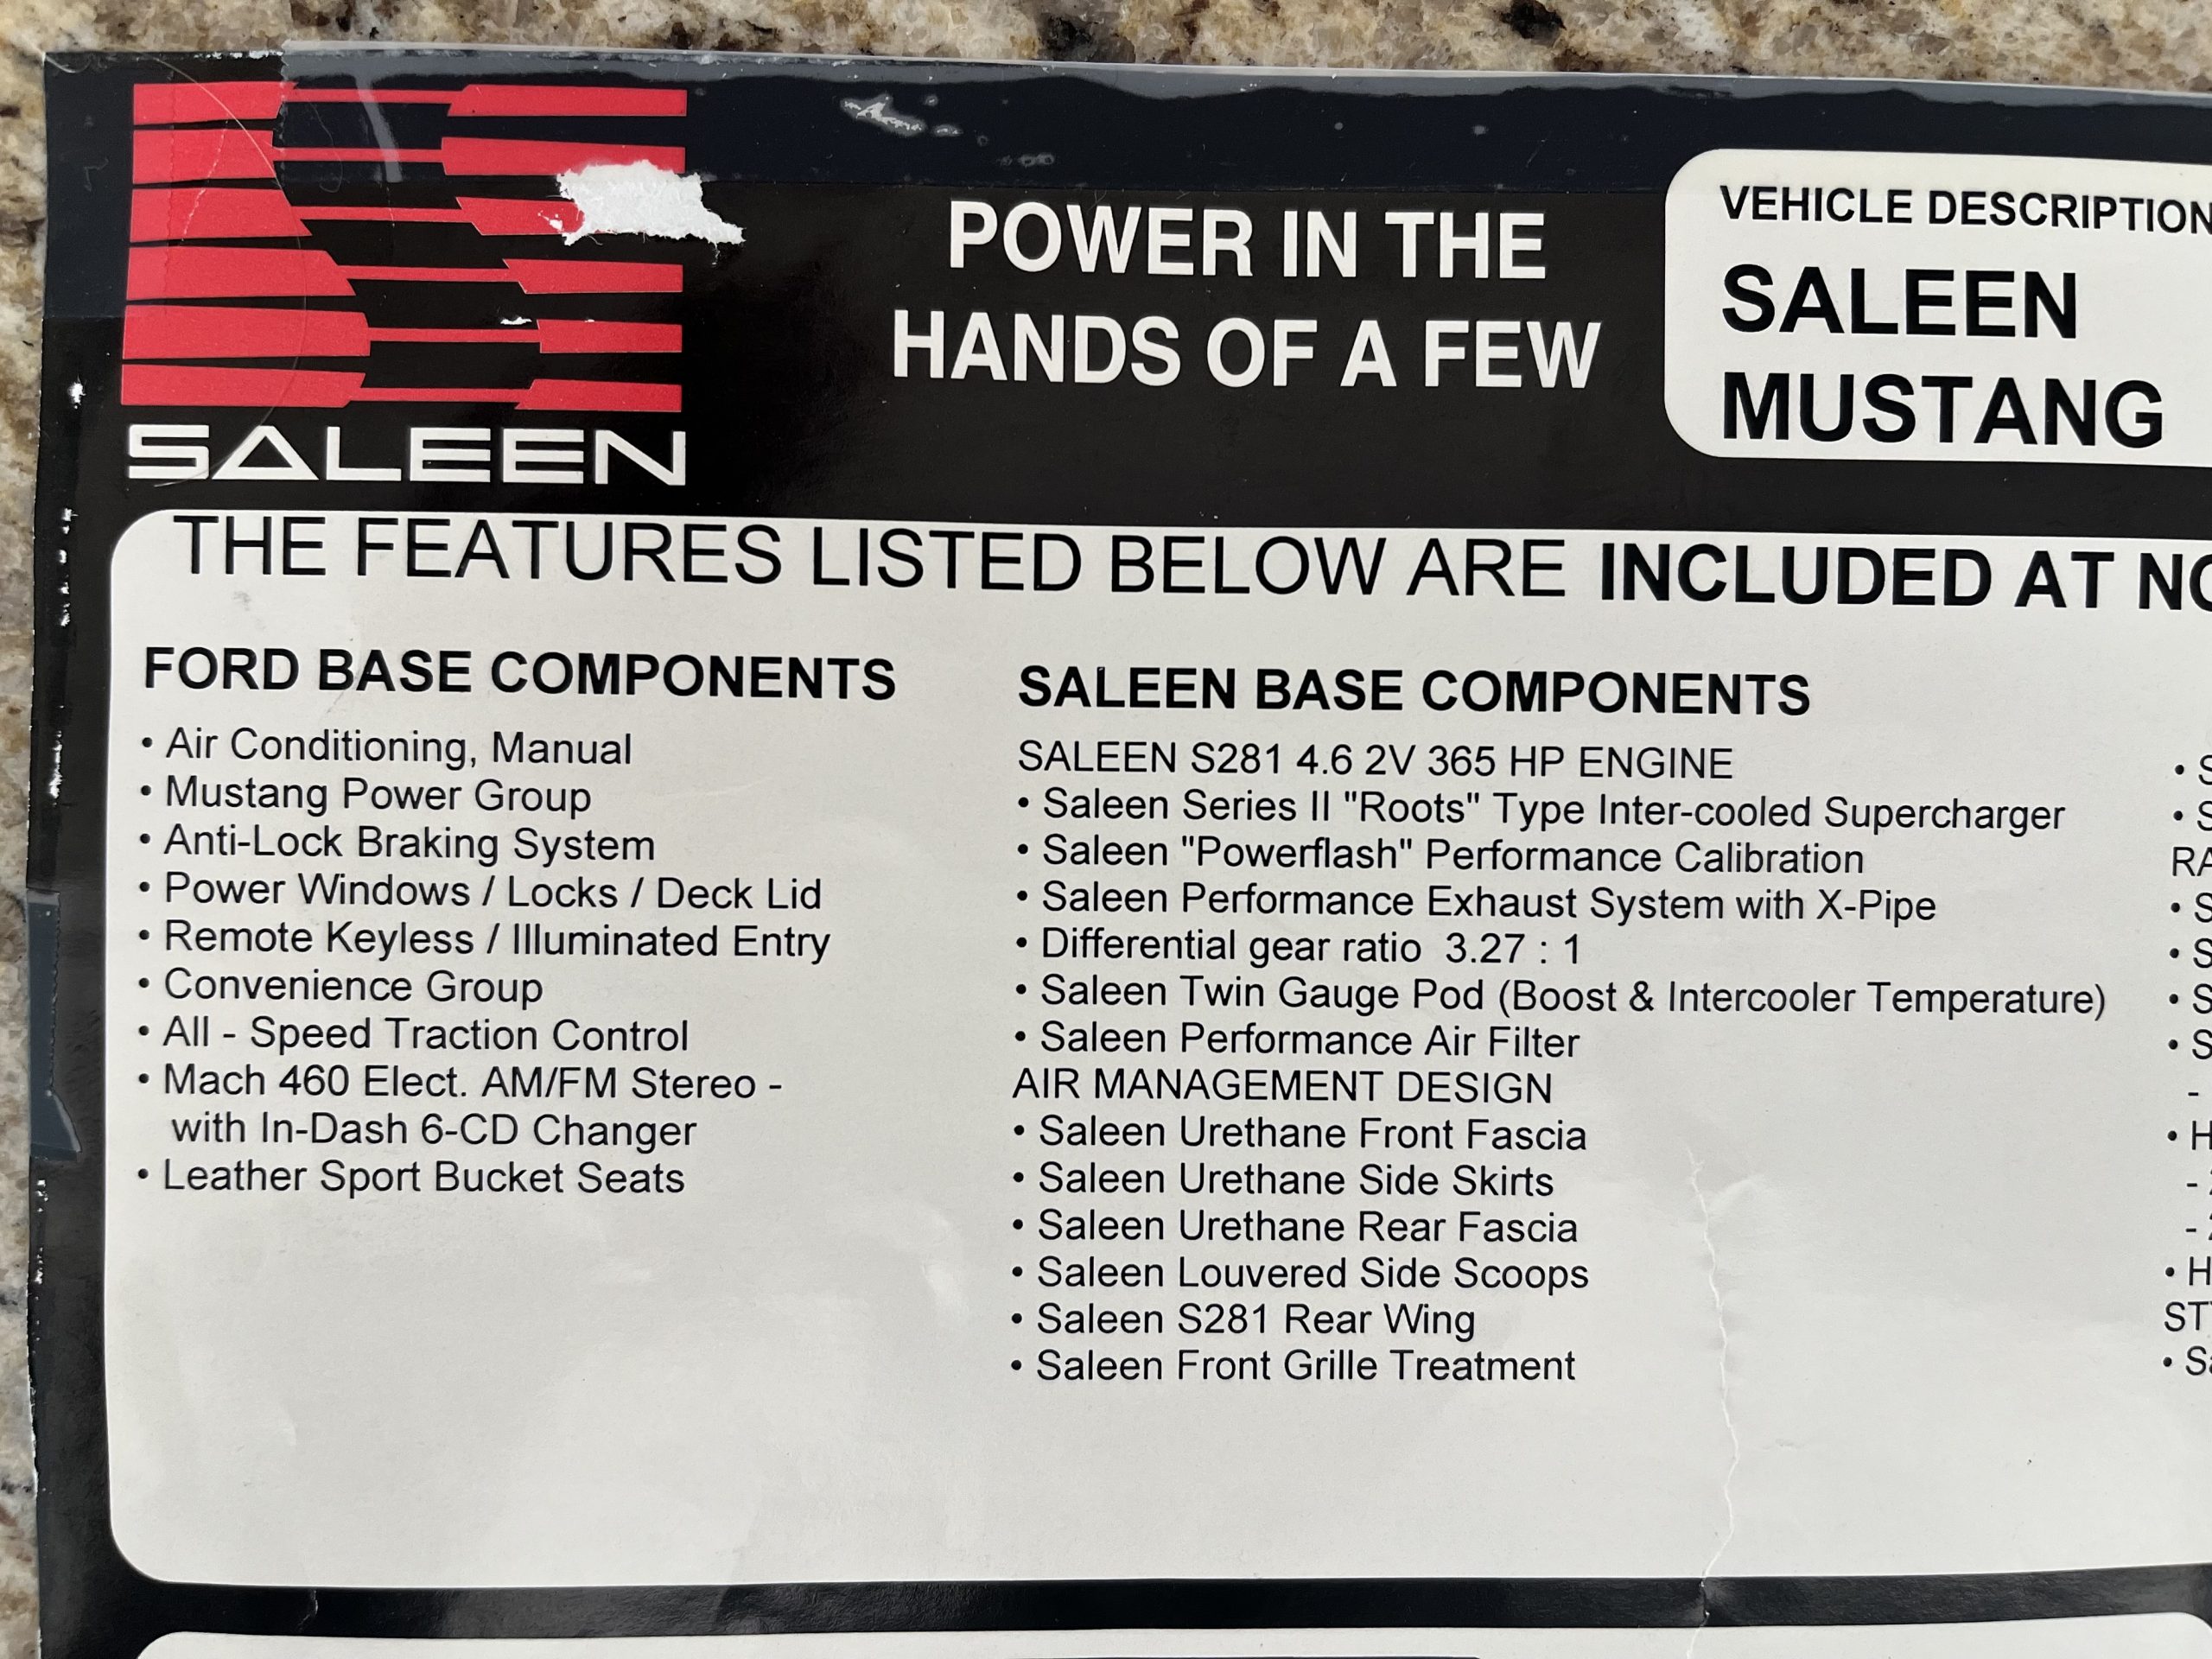 SALEEN
POWER IN THE
HANDS OF A FEW
VEHICLE DESCRIPTION
SALEEN
MUSTANG
THE FEATURES LISTED BELOW ARE INCLUDED AT
FORD BASE COMPONENTS
• Air Conditioning, Manual
• Mustang Power Group
• Anti-Lock Braking System
• Power Windows / Locks / Deck Lid
• Remote Keyless / Illuminated Entry
• Convenience Group
• All - Speed Traction Control
• Mach 460 Elect. AM/FM Stereo -
with In-Dash 6-CD Changer
• Leather Sport Bucket Seats
SALEEN BASE COMPONENTS
SALEEN S281 4.6 2V 365 HP ENGINE
• Saleen Series II "Roots" Type Inter-cooled Supercharger
• Saleen "Powerflash" Performance Calibration
• Saleen Performance Exhaust System with X-Pipe
• Differential gear ratio 3.27 : 1
• Saleen Twin Gauge Pod (Boost & Intercooler Temperature)
• Saleen Performance Air Filter
AIR MANAGEMENT DESIGN
• Saleen Urethane Front Fascia
• Saleen Urethane Side Skirts
• Saleen Urethane Rear Fascia
• Saleen Louvered Side Scoops
• Saleen S281 Rear Wing
• Saleen Front Grille Treatment